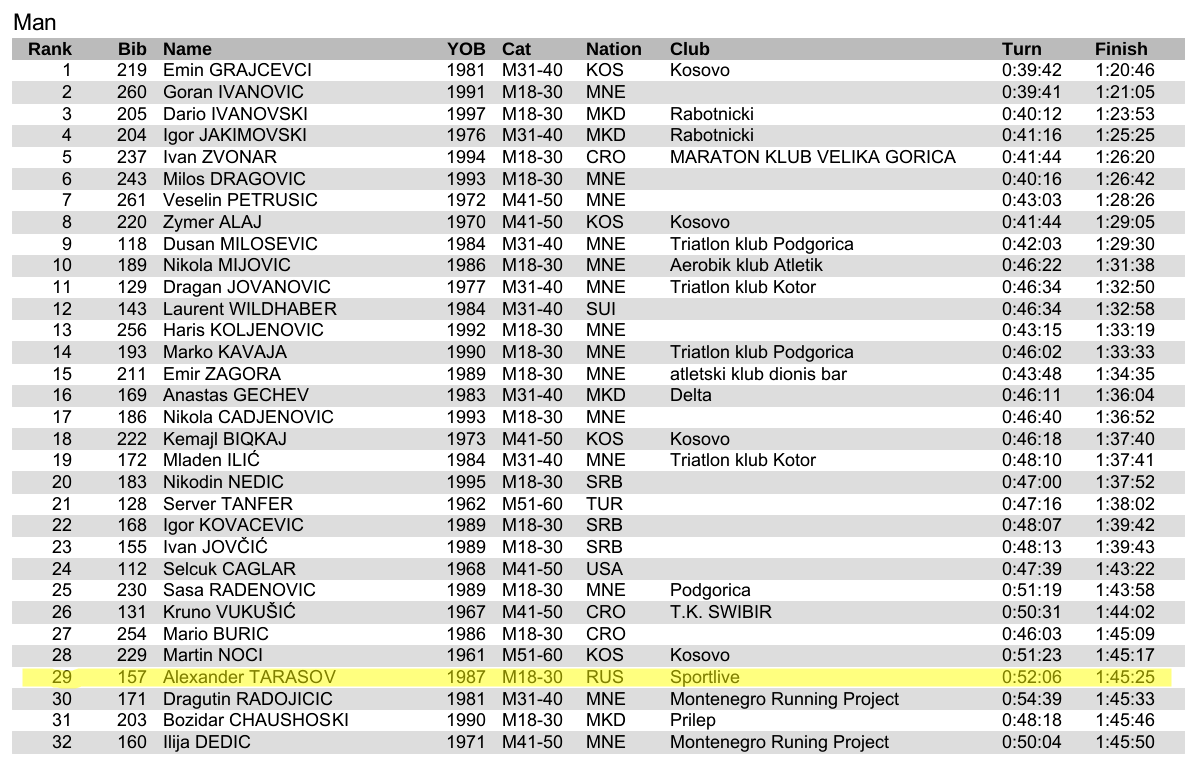 Man
Rank Bib Name YOB Cat Nation Club Turn Finish
1 219 Emin GRAJCEVCI 1981 M31-40 KOS Kosovo 0:39:42 1:20:46
2 260 Goran IVANOVIC 1991 M18-30 MNE 0:39:41 1:21:05
3 205 Dario IVANOVSKI 1997 M18-30 MKD Rabotnicki 0:40:12 1:23:53
4 204 Igor JAKIMOVSKI 1976 M31-40 MKD Rabotnicki 0:41:16 1:25:25
5 237 Ivan ZVONAR 1994 M18-30 CRO MARATON KLUB VELIKA GORICA 0:41:44 1:26:20
6 243 Milos DRAGOVIC 1993 M18-30 MNE 0:40:16 1:26:42
7 261 Veselin PETRUSIC 1972 M41-50 MNE 0:43:03 1:28:26
8 220 Zymer ALAJ 1970 M41-50 KOS Kosovo 0:41:44 1:29:05
9 118 Dusan MILOSEVIC 1984 M31-40 MNE Triatlon klub Podgorica 0:42:03 1:29:30
10 189 Nikola MIJOVIC 1986 M18-30 MNE Aerobik klub Atletik 0:46:22 1:31:38
11 129 Dragan JOVANOVIC 1977 M31-40 MNE Triatlon klub Kotor 0:46:34 1:32:50
12 143 Laurent WILDHABER 1984 M31-40 SUI 0:46:34 1:32:58
13 256 Haris KOLJENOVIC 1992 M18-30 MNE 0:43:15 1:33:19
14 193 Marko KAVAJA 1990 M18-30 MNE Triatlon klub Podgorica 0:46:02 1:33:33
15 211 Emir ZAGORA 1989 M18-30 MNE atletski klub dionis bar 0:43:48 1:34:35
16 169 Anastas GECHEV 1983 M31-40 MKD Delta 0:46:11 1:36:04
17 186 Nikola CADJENOVIC 1993 M18-30 MNE 0:46:40 1:36:52
18 222 Kemajl BIQKAJ 1973 M41-50 KOS Kosovo 0:46:18 1:37:40
19 172 Mladen ILIĆ 1984 M31-40 MNE Triatlon klub Kotor 0:48:10 1:37:41
20 183 Nikodin NEDIC 1995 M18-30 SRB 0:47:00 1:37:52
21 128 Server TANFER 1962 M51-60 TUR 0:47:16 1:38:02
22 168 Igor KOVACEVIC 1989 M18-30 SRB 0:48:07 1:39:42
23 155 Ivan JOVČIĆ 1989 M18-30 SRB 0:48:13 1:39:43
24 112 Selcuk CAGLAR 1968 M41-50 USA 0:47:39 1:43:22
25 230 Sasa RADENOVIC 1989 M18-30 MNE Podgorica 0:51:19 1:43:58
26 131 Kruno VUKUŠIĆ 1967 M41-50 CRO T.K. SWIBIR 0:50:31 1:44:02
27 254 Mario BURIC 1986 M18-30 CRO 0:46:03 1:45:09
28 229 Martin NOCI 1961 M51-60 KOS Kosovo 0:51:23 1:45:17
29 157 Alexander TARASOV 1987 M18-30 RUS Sportlive 0:52:06 1:45:25
30 171 Dragutin RADOJICIC 1981 M31-40 MNE Montenegro Running Project 0:54:39 1:45:33
31 203 Bozidar CHAUSHOSKI 1990 M18-30 MKD Prilep 0:48:18 1:45:46
32 160 Ilija DEDIC 1971 M41-50 MNE Montenegro Runing Project 0:50:04 1:45:50